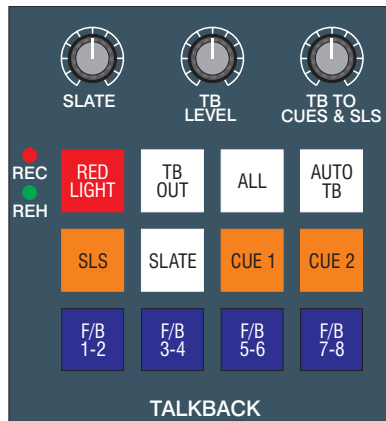 SLATE
TB
LEVEL
TB TO
CUES & SLS
REC
REH
RED
LIGHT
TB
OUT
ALL
AUTO
TB
SLS
SLATE
CUE 1
CUE 2
F/B
1-2
F/B
3-4
F/B
5-6
F/B
7-8
TALKBACK